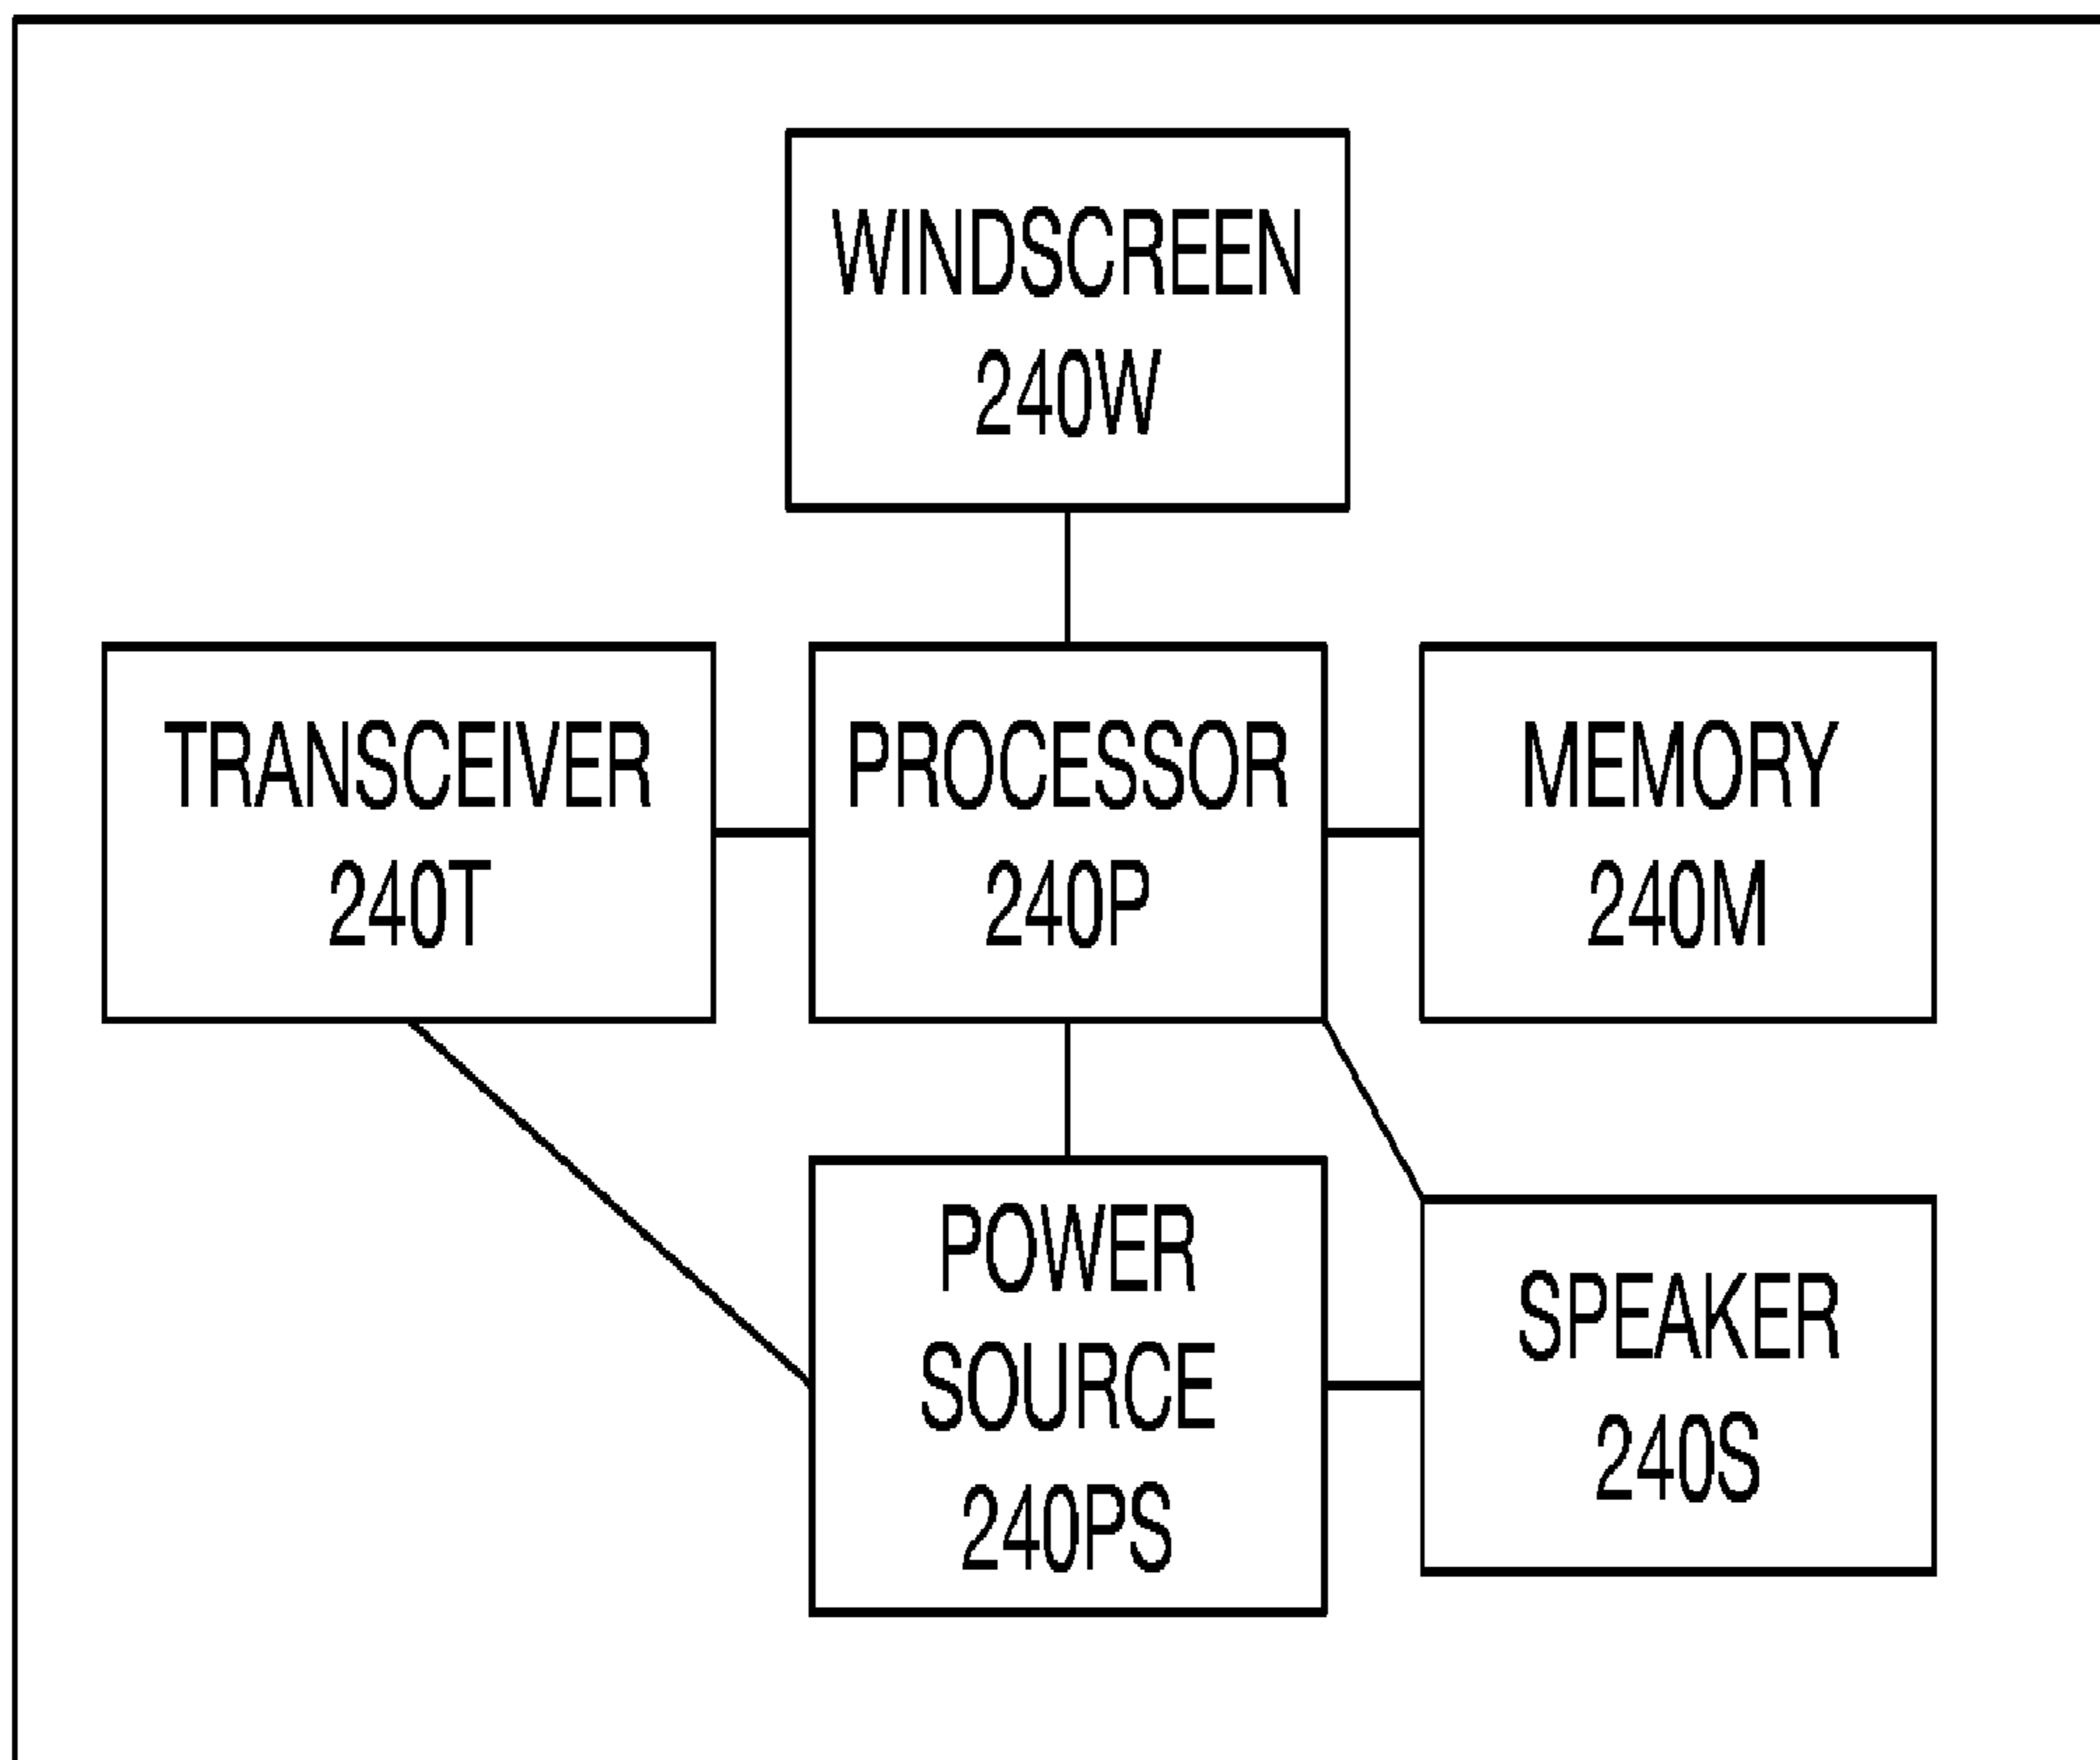 WINDSCREEN
240W
TRANSCEIVER
240T
PROCESSOR
240P
MEMORY
240M
POWER
SOURCE
240PS
SPEAKER
240S